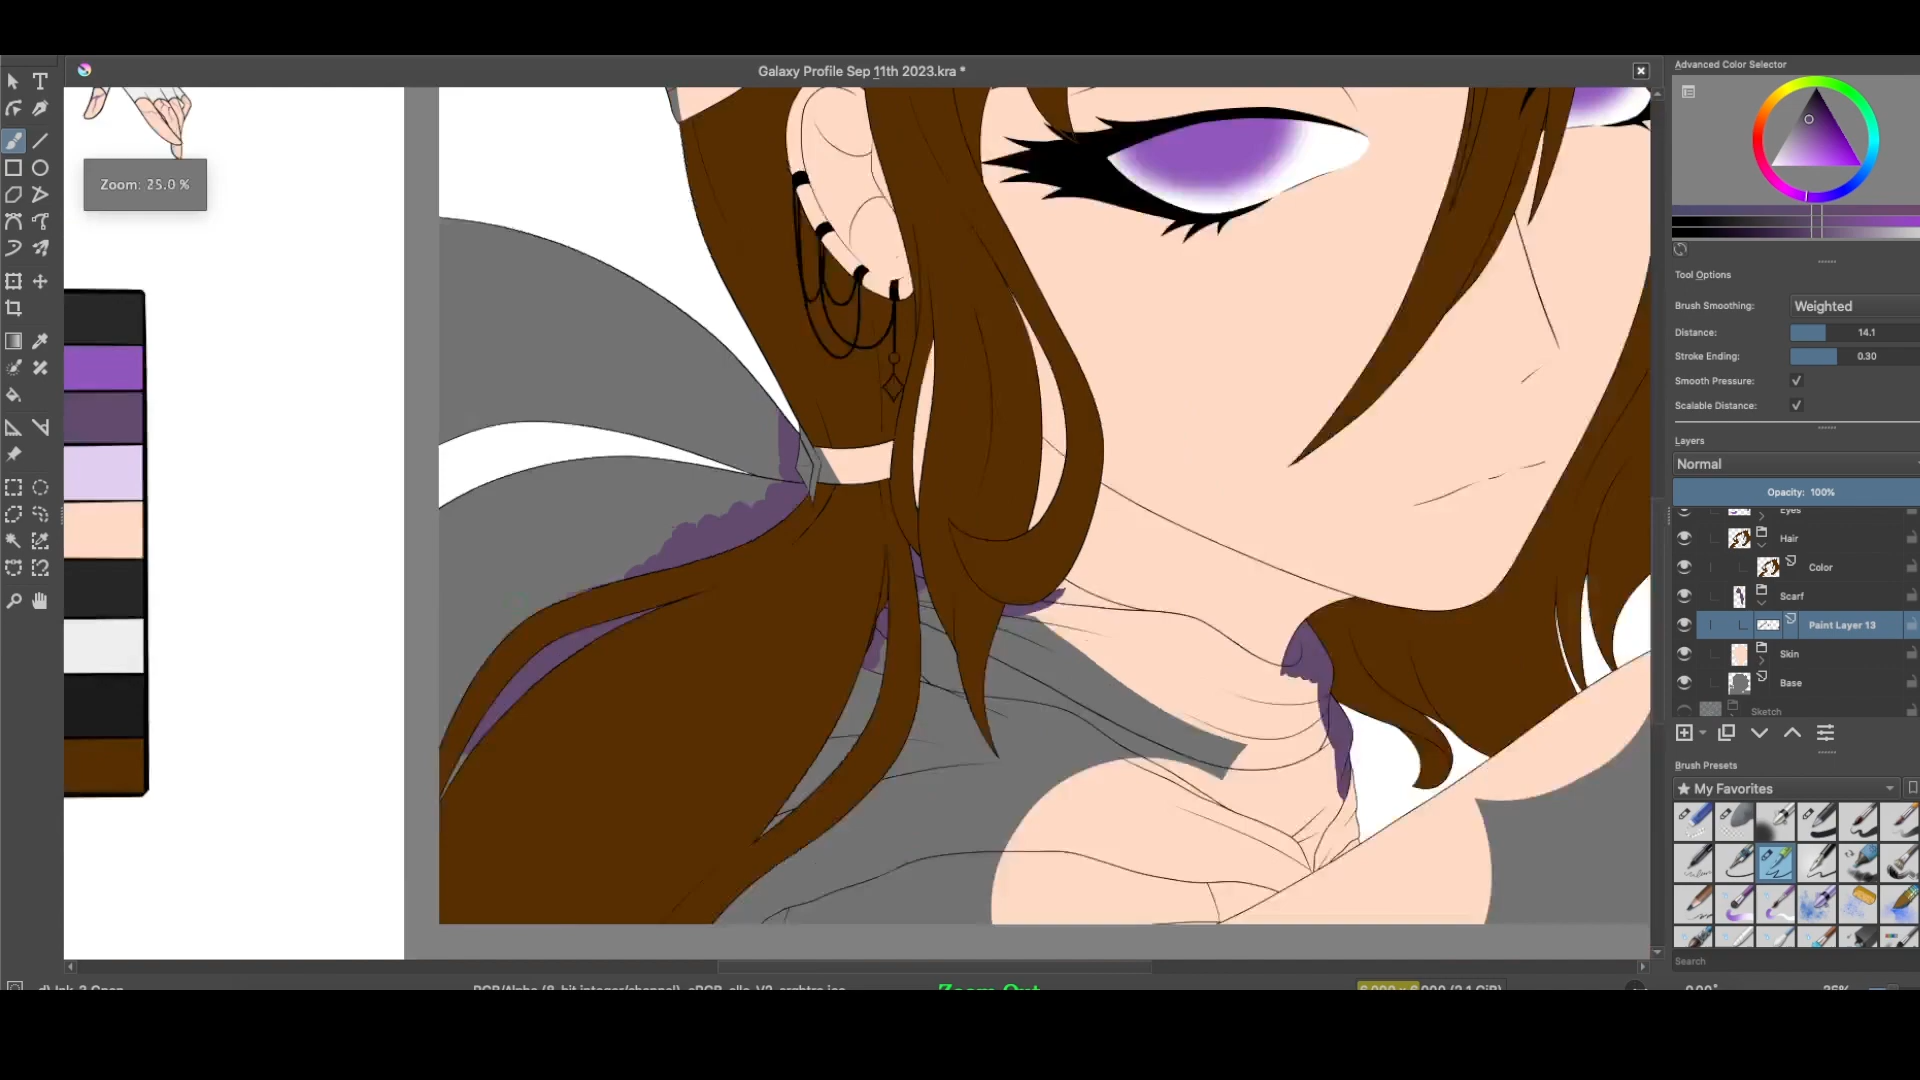 Galaxy Profile Sep 11th 2023.kra *
Zoom: 25.0 %
Advanced Color Selector
Tool Options
Brush Smoothing: Weighted
Distance: 14.1
Stroke Ending: 0.30
Smooth Pressure:
Scalable Distance:
Layers
Normal
Opacity: 100%
Eyes
Hair
Color
Scarf
Paint Layer 13
Skin
Base
Sketch
Brush Presets
★ My Favorites
Search
Zoom Out